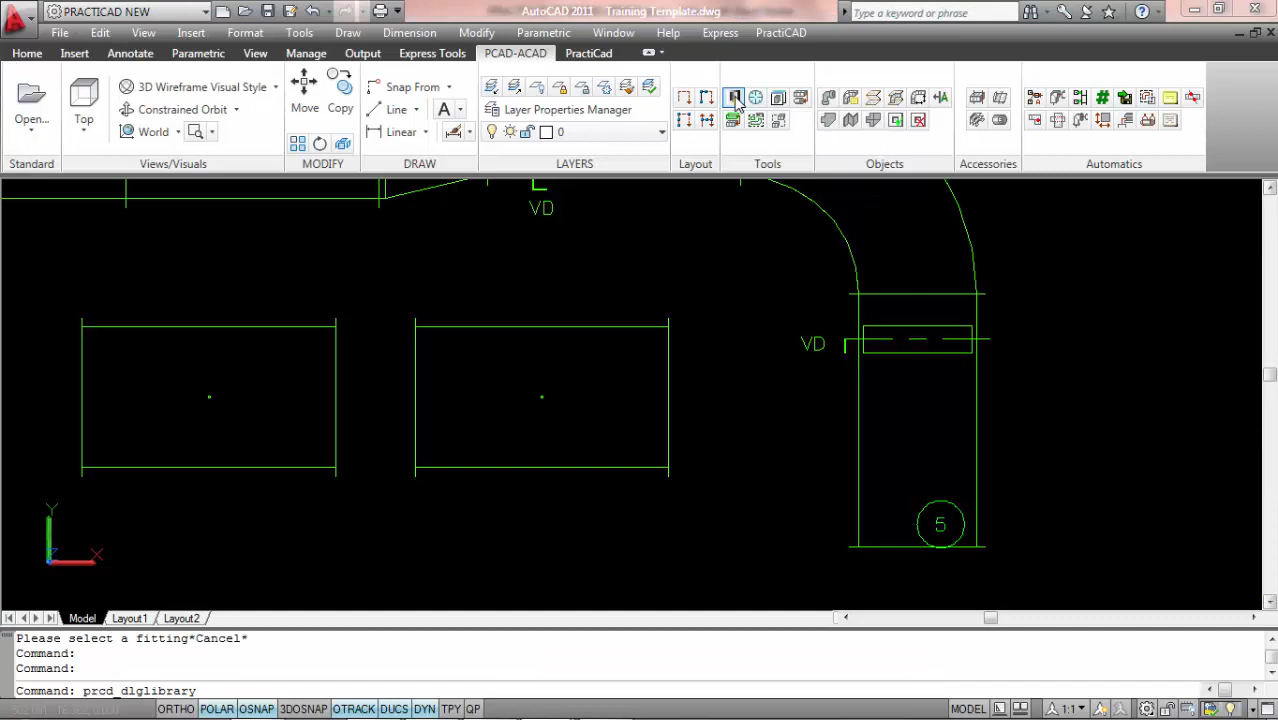 PRACTICAD NEW
AutoCAD 2011 Training Template.dwg
Type a keyword or phrase
File Edit View Insert Format Tools Draw Dimension Modify Parametric Window Help Express PractiCad
Home Insert Annotate Parametric View Manage Output Express Tools PCAD-ACAD PractiCad
Open...
Top
3D Wireframe Visual Style
Constrained Orbit
World
Move
Copy
Snap From
Line
A
Linear
Layer Properties Manager
0
Standard Views/Visuals MODIFY DRAW LAYERS Layout Tools Objects Accessories Automatics
VD
VD
5
Y
X
Model Layout1 Layout2
Please select a fitting*Cancel*
Command:
Command:
Command: prcd_dlglibrary
ORTHO POLAR OSNAP 3DOSNAP OTRACK DUCS DYN TPY QP
MODEL
1:1